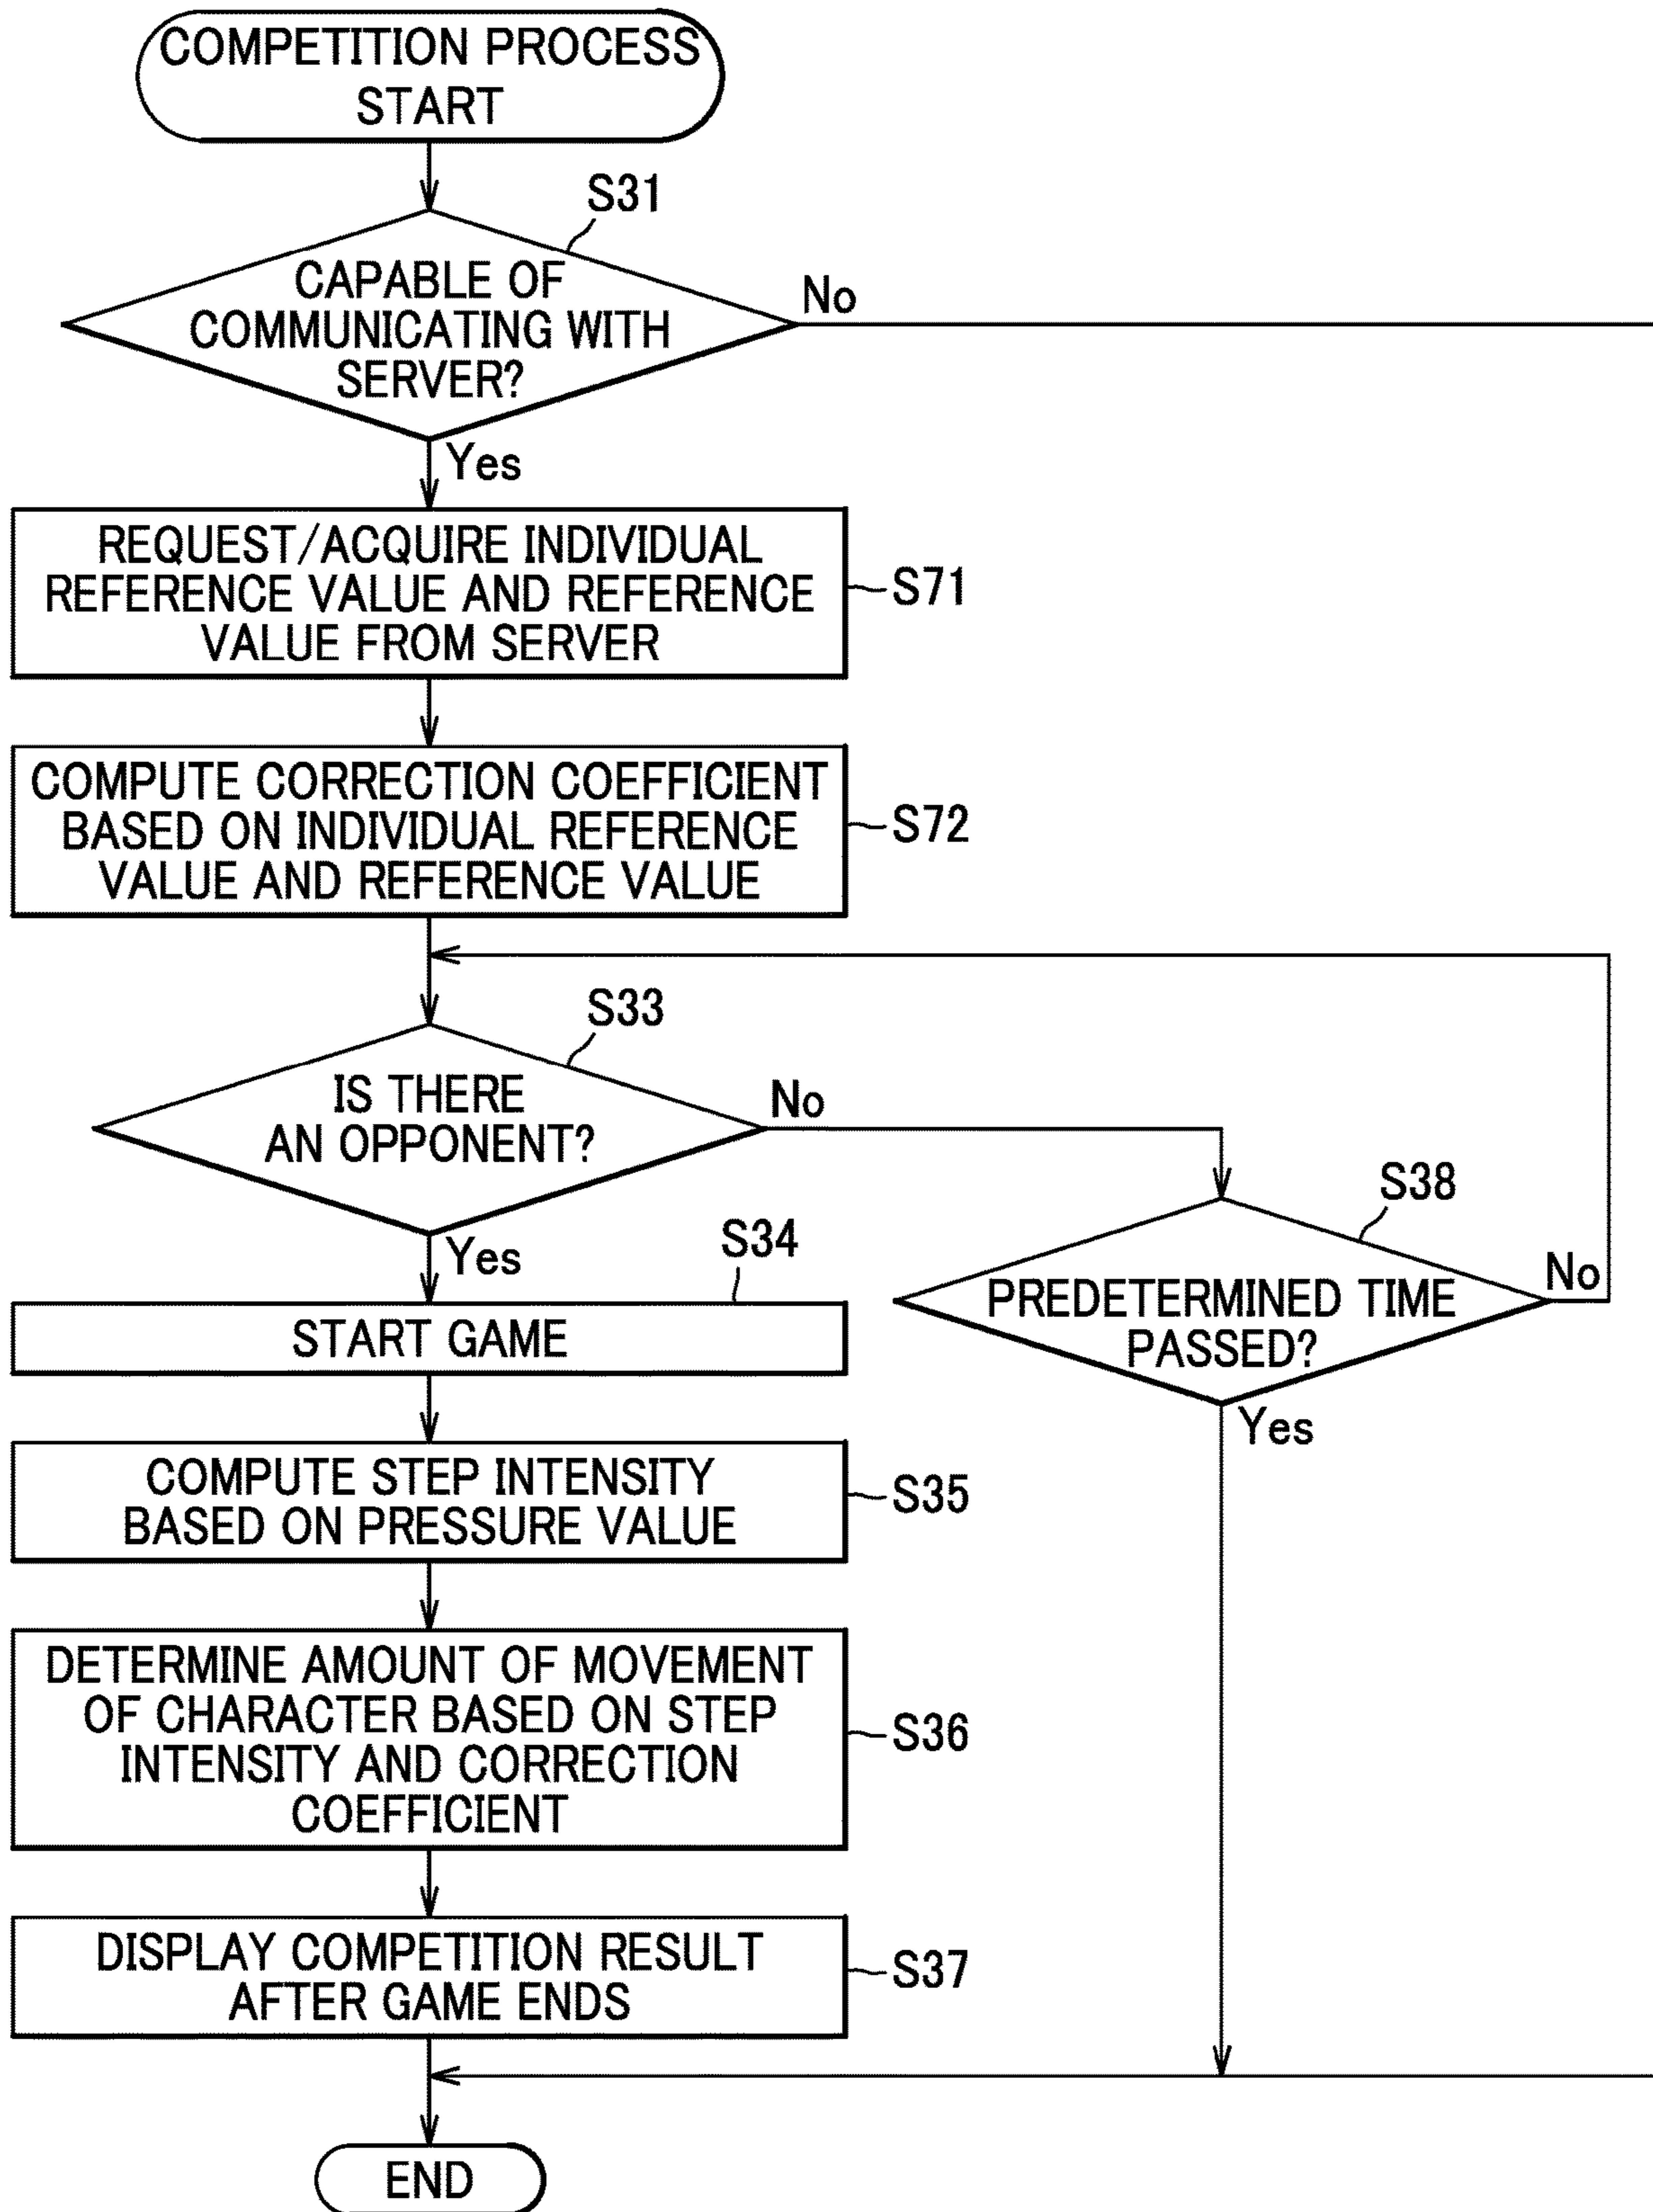 COMPETITION PROCESS
START
S31
CAPABLE OF
COMMUNICATING WITH
SERVER?
No
Yes
REQUEST/ACQUIRE INDIVIDUAL
REFERENCE VALUE AND REFERENCE
VALUE FROM SERVER
S71
COMPUTE CORRECTION COEFFICIENT
BASED ON INDIVIDUAL REFERENCE
VALUE AND REFERENCE VALUE
S72
S33
IS THERE
AN OPPONENT?
No
Yes
S38
PREDETERMINED TIME
PASSED?
No
Yes
S34
START GAME
COMPUTE STEP INTENSITY
BASED ON PRESSURE VALUE
S35
DETERMINE AMOUNT OF MOVEMENT
OF CHARACTER BASED ON STEP
INTENSITY AND CORRECTION
COEFFICIENT
S36
DISPLAY COMPETITION RESULT
AFTER GAME ENDS
S37
END